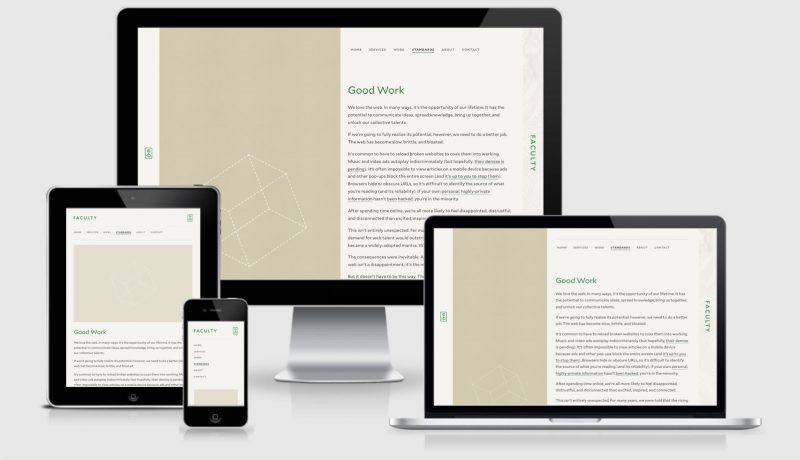 HOME SERVICES WORK STANDARDS ABOUT CONTACT
Good Work
We love the web. In many ways, it's the opportunity of our lifetime. It has the
potential to communicate ideas, spread knowledge, bring us together, and
unlock our collective talents.
If we're going to fully realize its potential, however, we need to do a better job.
The web has become slow, brittle, and bloated.
It's common to have to reload broken websites to coax them into working.
Music and video ads autoplay indiscriminately (but hopefully, their demise is
pending). It's often impossible to view articles on a mobile device because ads
and other pop-ups block the entire screen (and it's up to you to stop them).
Browsers hide or obscure URLs, so it's difficult to identify the source of what
you're reading (and its reliability). If your own personal, highly-private
information hasn't been hacked, you're in the minority.
After spending time online, we're all more likely to feel disappointed, distrustful,
and disconnected than excited, inspired
This isn't entirely unexpected. For
demand for web talent would
became a widely-adopted mantra.
The consequences were inevitable.
web isn't a disappointment; it's the
But it doesn't have to be this way.
FACULTY
FACULTY
HOME SERVICES WORK STANDARDS ABOUT CONTACT
Good Work
We love the web. In many ways, it's the opportunity of our lifetime. It has the
potential to communicate ideas, spread knowledge, bring us together, and unlock
our collective talents.
If we're going to fully realize its potential, however, we need to do a better job.
The web has become slow, brittle, and bloated.
It's common to have to reload broken websites to coax them into working. Music
and video ads autoplay indiscriminately (but hopefully, their demise is pending).
FACULTY
HOME
SERVICES
WORK
STANDARDS
ABOUT
CONTACT
HOME SERVICES WORK STANDARDS ABOUT CONTACT
Good Work
We love the web. In many ways, it's the opportunity of our lifetime. It has the
potential to communicate ideas, spread knowledge, bring us together, and
unlock our collective talents.
If we're going to fully realize its potential, however, we need to do a better job.
The web has become slow, brittle, and bloated.
It's common to have to reload broken websites to coax them into working.
Music and video ads autoplay indiscriminately (but hopefully, their demise
is pending). It's often impossible to view articles on a mobile device
because ads and other pop-ups block the entire screen (and it's up to you
to stop them). Browsers hide or obscure URLs, so it's difficult to identify
the source of what you're reading (and its reliability). If your own personal,
highly-private information hasn't been hacked, you're in the minority.
After spending time online, we're all more likely to feel disappointed,
distrustful, and disconnected than excited, inspired, and connected.
This isn't entirely unexpected. For many years, we were told that the rising
FACULTY